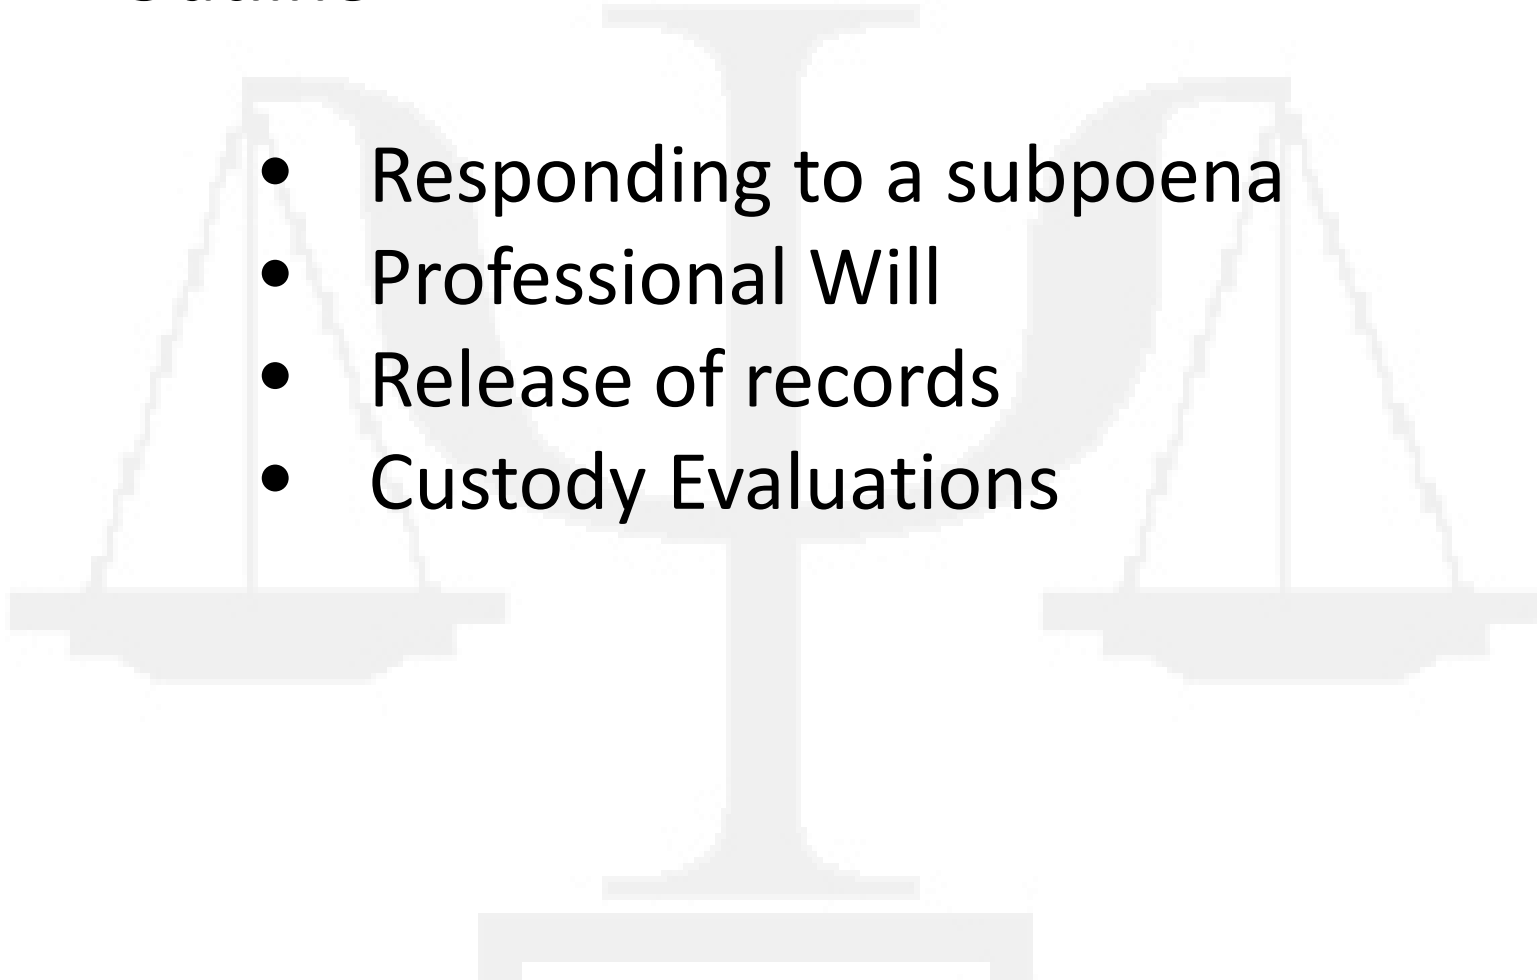 • Responding to a subpoena
• Professional Will
• Release of records
• Custody Evaluations